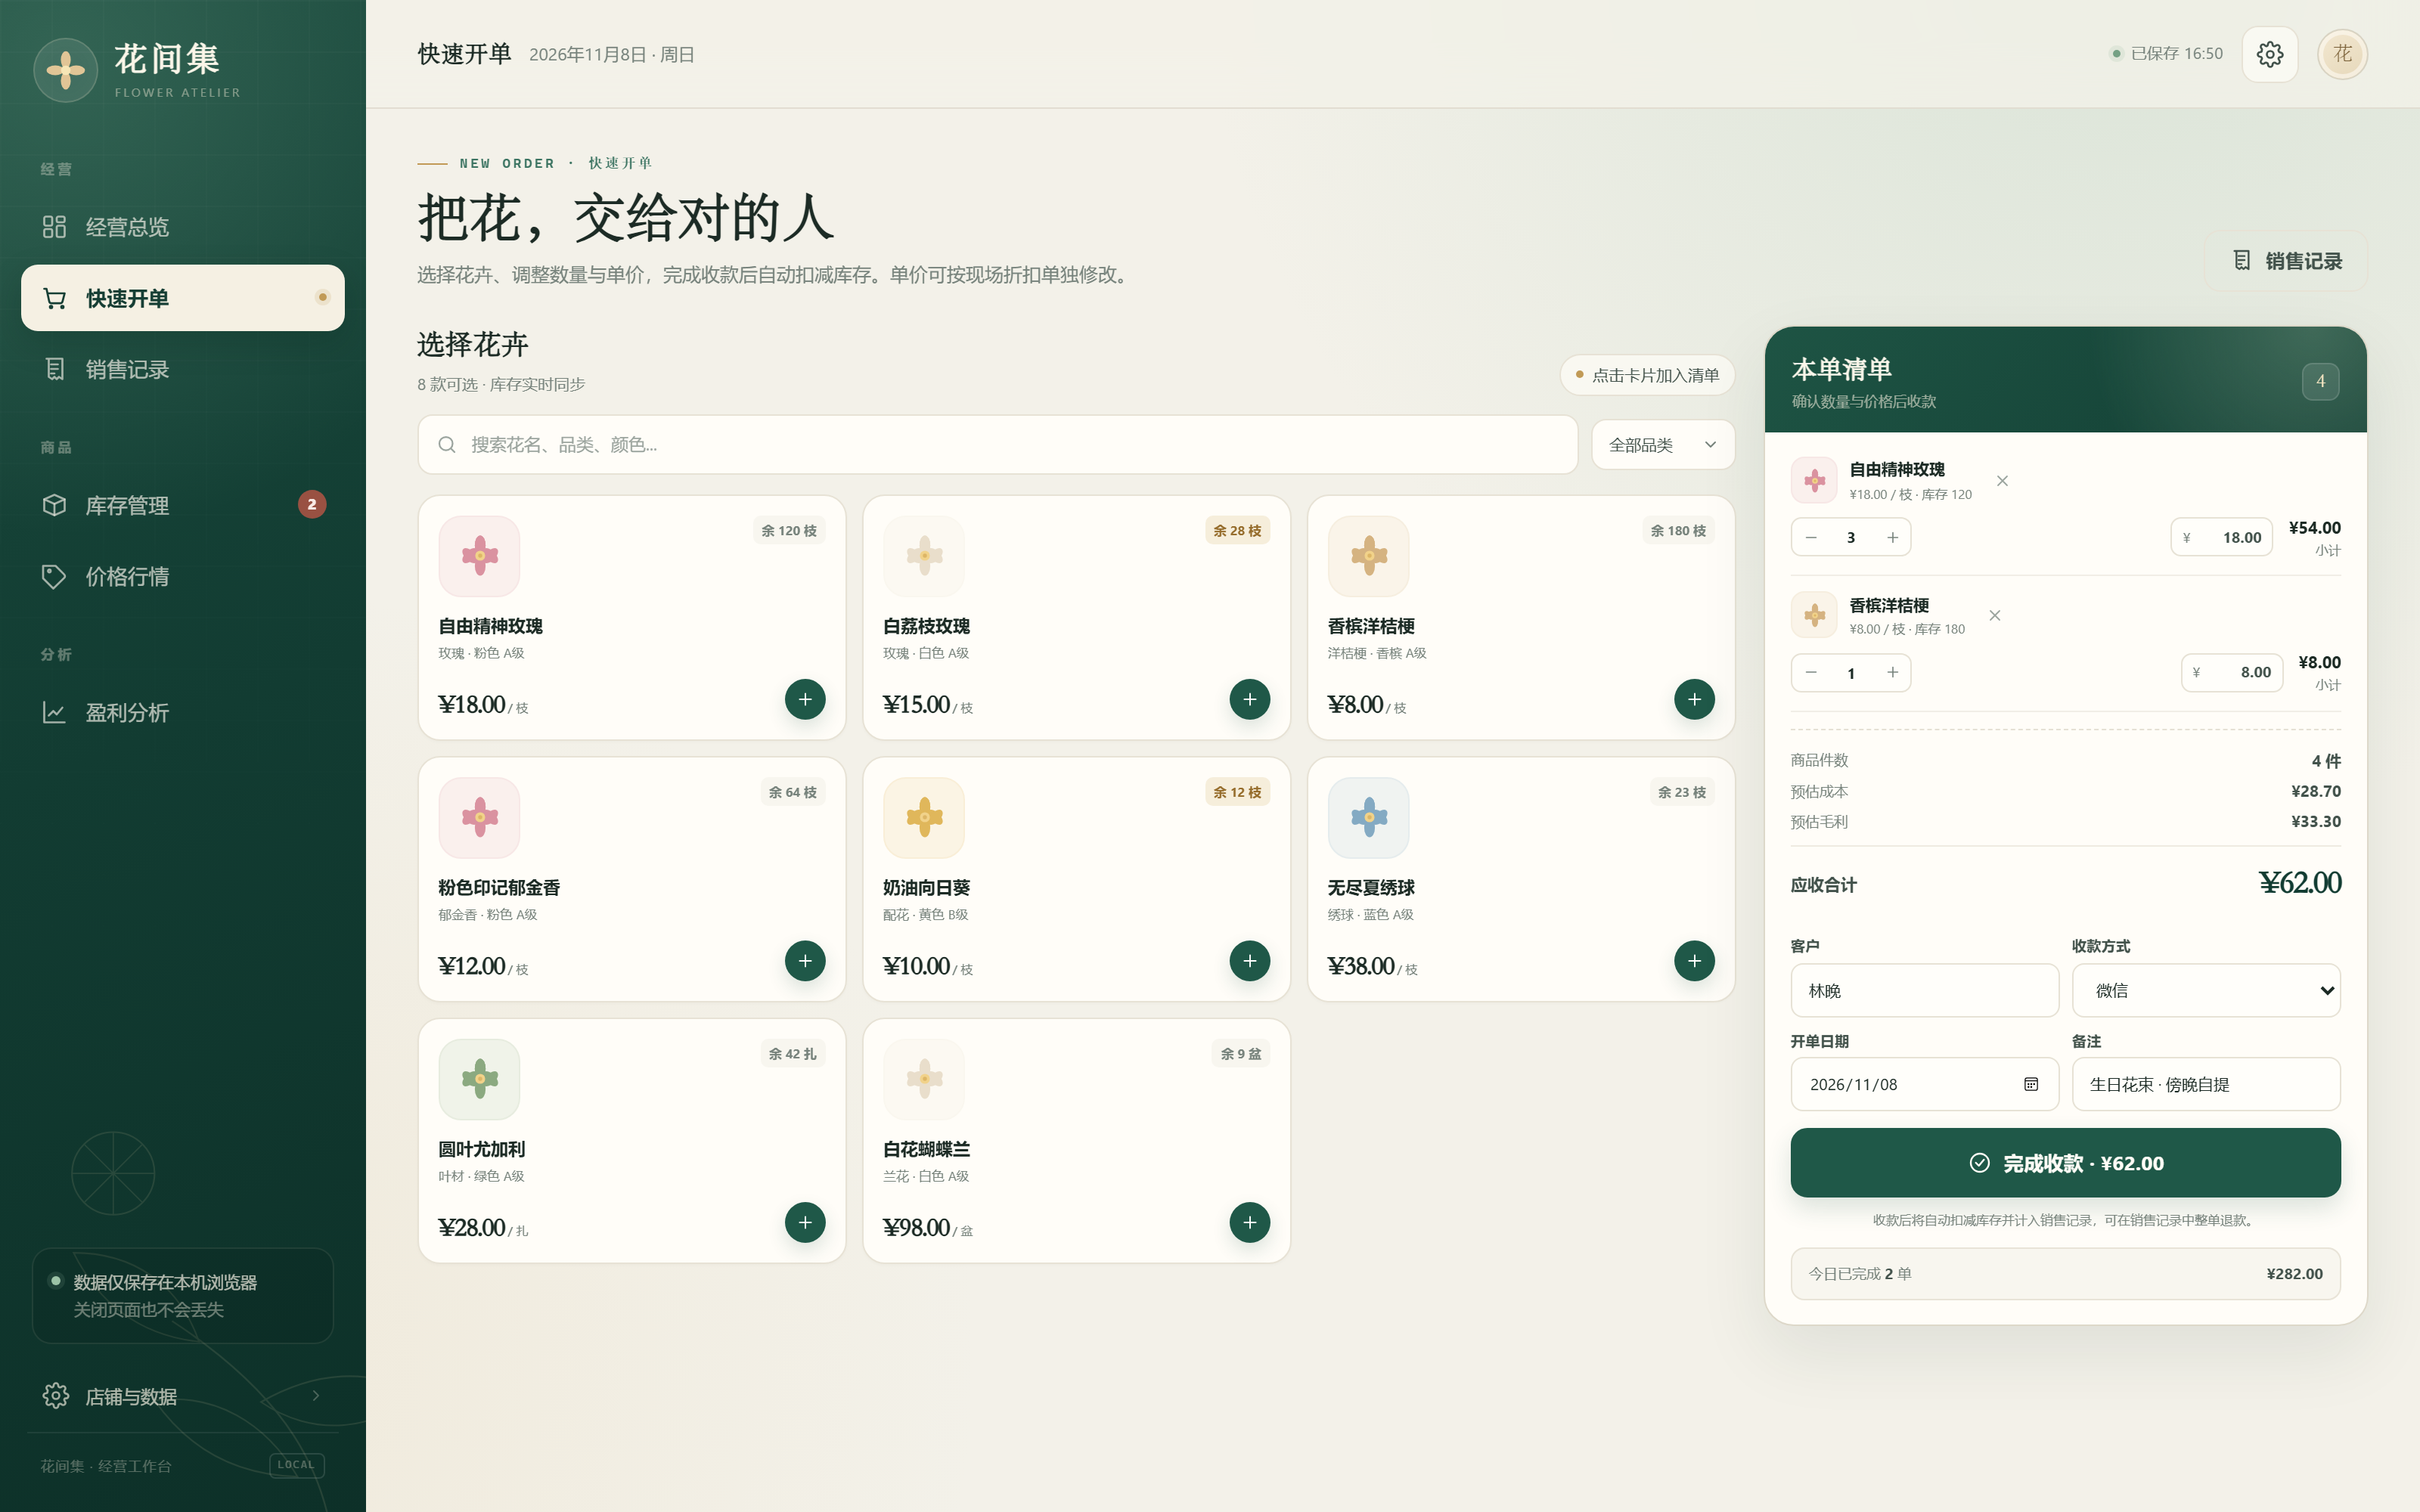 花间集
FLOWER ATELIER
经营
经营总览
快速开单
销售记录
商品
库存管理
2
价格行情
分析
盈利分析
数据仅保存在本机浏览器
关闭页面也不会丢失
店铺与数据
花间集 · 经营工作台
LOCAL
快速开单 2026年11月8日 · 周日
已保存 16:50
花
NEW ORDER · 快速开单
把花，交给对的人
选择花卉、调整数量与单价，完成收款后自动扣减库存。单价可按现场折扣单独修改。
销售记录
选择花卉
8 款可选 · 库存实时同步
点击卡片加入清单
搜索花名、品类、颜色...
全部品类
余 120 枝
自由精神玫瑰
玫瑰 · 粉色 A级
¥18.00 / 枝
余 28 枝
白荔枝玫瑰
玫瑰 · 白色 A级
¥15.00 / 枝
余 180 枝
香槟洋桔梗
洋桔梗 · 香槟 A级
¥8.00 / 枝
余 64 枝
粉色印记郁金香
郁金香 · 粉色 A级
¥12.00 / 枝
余 12 枝
奶油向日葵
配花 · 黄色 B级
¥10.00 / 枝
余 23 枝
无尽夏绣球
绣球 · 蓝色 A级
¥38.00 / 枝
余 42 扎
圆叶尤加利
叶材 · 绿色 A级
¥28.00 / 扎
余 9 盆
白花蝴蝶兰
兰花 · 白色 A级
¥98.00 / 盆
本单清单
确认数量与价格后收款
4
自由精神玫瑰
¥18.00 / 枝 · 库存 120
3
¥ 18.00
¥54.00
小计
香槟洋桔梗
¥8.00 / 枝 · 库存 180
1
¥ 8.00
¥8.00
小计
商品件数 4 件
预估成本 ¥28.70
预估毛利 ¥33.30
应收合计 ¥62.00
客户
林晚
收款方式
微信
开单日期
2026/11/08
备注
生日花束 · 傍晚自提
完成收款 · ¥62.00
收款后将自动扣减库存并计入销售记录，可在销售记录中整单退款。
今日已完成 2 单 ¥282.00